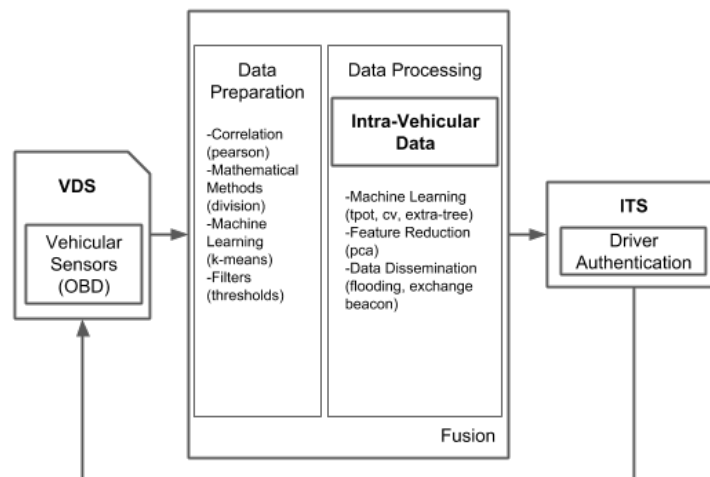 VDS
Vehicular
Sensors
(OBD)
Data
Preparation
-Correlation
(pearson)
-Mathematical
Methods
(division)
-Machine
Learning
(k-means)
-Filters
(thresholds)
Data Processing
Intra-Vehicular
Data
-Machine Learning
(tpot, cv, extra-tree)
-Feature Reduction
(pca)
-Data Dissemination
(flooding, exchange
beacon)
Fusion
ITS
Driver
Authentication